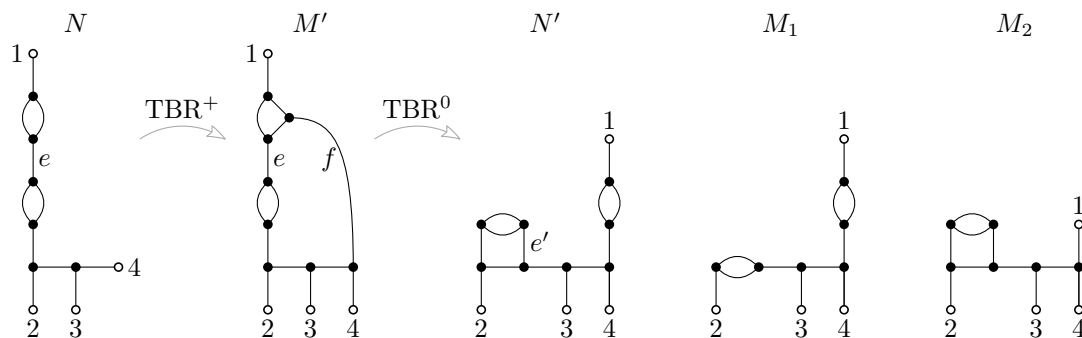 N M′ N′ M₁ M₂
1 1
TBR⁺ TBR⁰
1 1
e e f
1
e′
4
2 3 2 3 4 2 3 4 2 3 4 2 3 4